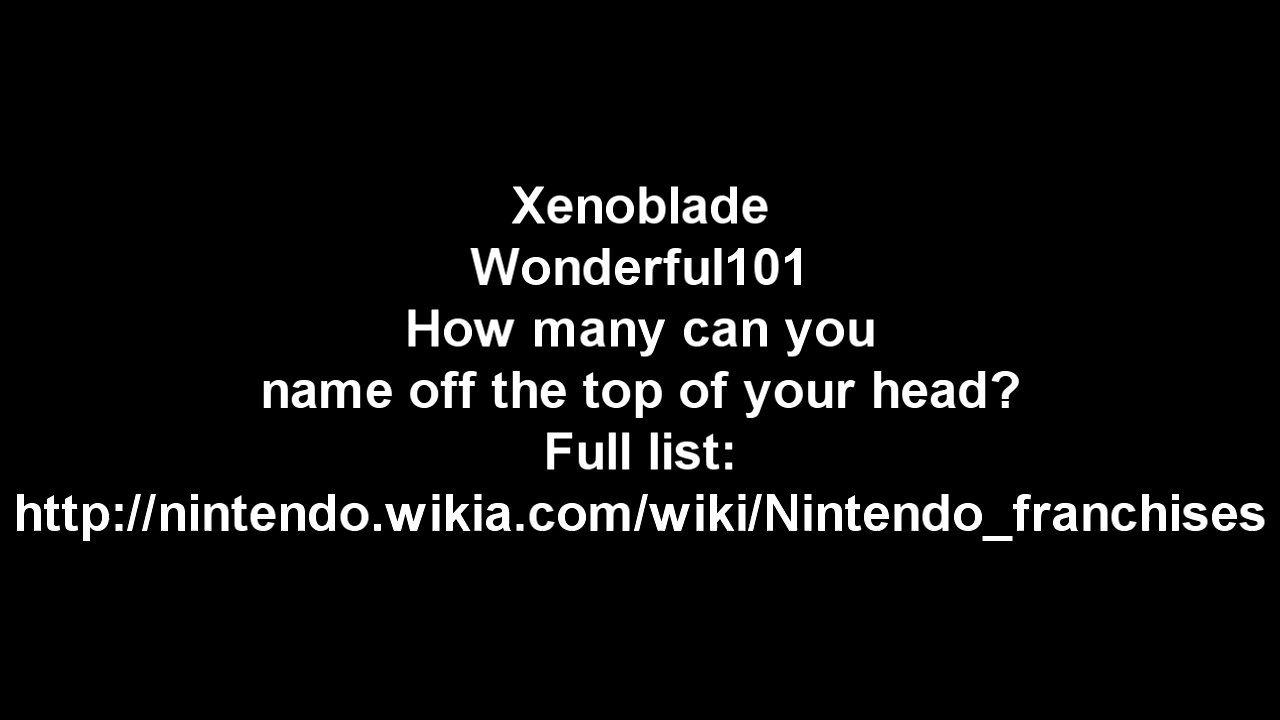 Xenoblade
Wonderful101
How many can you
name off the top of your head?
Full list:
http://nintendo.wikia.com/wiki/Nintendo_franchises